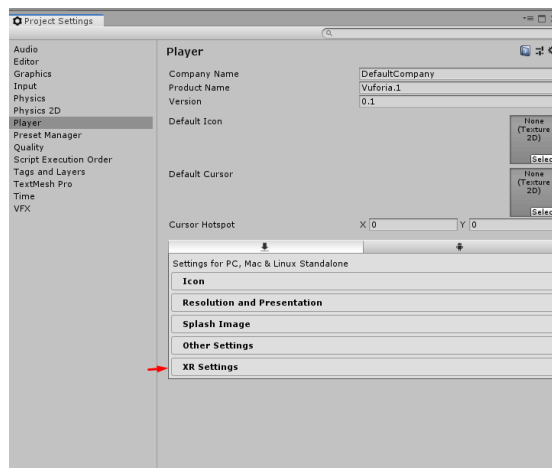 Project Settings
Audio
Editor
Graphics
Input
Physics
Physics 2D
Player
Preset Manager
Quality
Script Execution Order
Tags and Layers
TextMesh Pro
Time
VFX
Player
Company Name DefaultCompany
Product Name Vuforia.1
Version 0.1
Default Icon
None
(Texture
2D)
Selec
Default Cursor
None
(Texture
2D)
Selec
Cursor Hotspot X 0 Y 0
Settings for PC, Mac & Linux Standalone
Icon
Resolution and Presentation
Splash Image
Other Settings
XR Settings